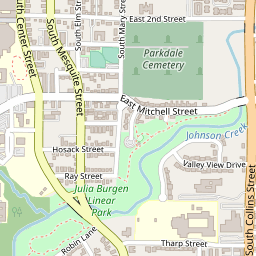 East 2nd Street
South Elm Street
South Mary Street
South Center Street
South Mesquite Street
Parkdale
Cemetery
East Mitchell Street
Johnson Creek
Hosack Street
Valley View Drive
Ray Street
Julia Burgen
Linear
Park
South Collins Street
Robin Lane
Tharp Street